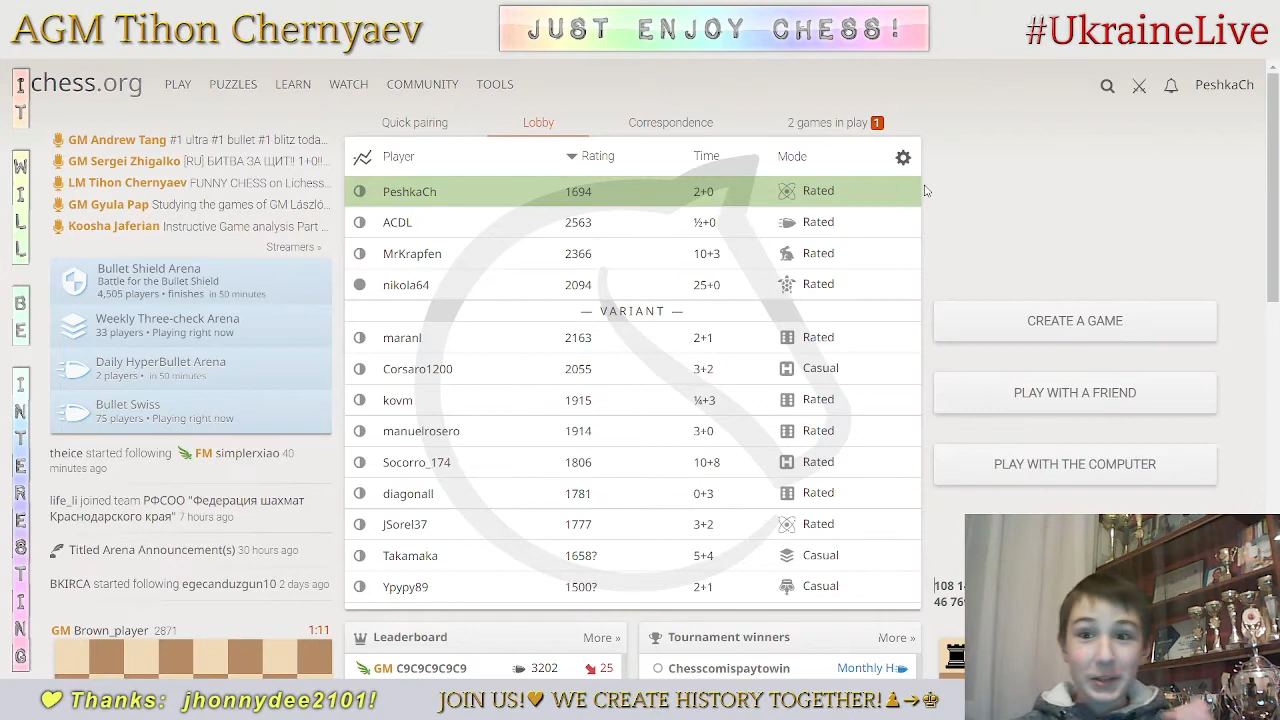 AGM Tihon Chernyaev
JUST ENJOY CHESS!
#UkraineLive
IT WILL BE INTERESTING
chess.org
PLAY PUZZLES LEARN WATCH COMMUNITY TOOLS
PeshkaCh
GM Andrew Tang #1 ultra #1 bullet #1 blitz toda...
GM Sergei Zhigalko [RU] БИТВА ЗА ЩИТ!! 1+0!!...
LM Tihon Chernyaev FUNNY CHESS on Lichess...
GM Gyula Pap Studying the games of GM László...
Koosha Jaferian Instructive Game analysis Part ...
Streamers »
Bullet Shield Arena
Battle for the Bullet Shield
4,505 players • finishes in 50 minutes
Weekly Three-check Arena
33 players • Playing right now
Daily HyperBullet Arena
2 players • in 50 minutes
Bullet Swiss
75 players • Playing right now
theice started following FM simplerxiao 40
minutes ago
life_li joined team РФСОО "Федерация шахмат
Краснодарского края" 7 hours ago
Titled Arena Announcement(s) 30 hours ago
BKIRCA started following egecanduzgun10 2 days ago
GM Brown_player 2871 1:11
Quick pairing Lobby Correspondence 2 games in play 1
Player Rating Time Mode
PeshkaCh 1694 2+0 Rated
ACDL 2563 ½+0 Rated
MrKrapfen 2366 10+3 Rated
nikola64 2094 25+0 Rated
— VARIANT —
maranl 2163 2+1 Rated
Corsaro1200 2055 3+2 Casual
kovm 1915 ¼+3 Rated
manuelrosero 1914 3+0 Rated
Socorro_174 1806 10+8 Rated
diagonall 1781 0+3 Rated
JSorel37 1777 3+2 Rated
Takamaka 1658? 5+4 Casual
Ypypy89 1500? 2+1 Casual
Leaderboard More »
GM C9C9C9C9C9 3202 25
Tournament winners More »
Chesscomispaytowin Monthly H
CREATE A GAME
PLAY WITH A FRIEND
PLAY WITH THE COMPUTER
Thanks: jhonnydee2101!
JOIN US! WE CREATE HISTORY TOGETHER!